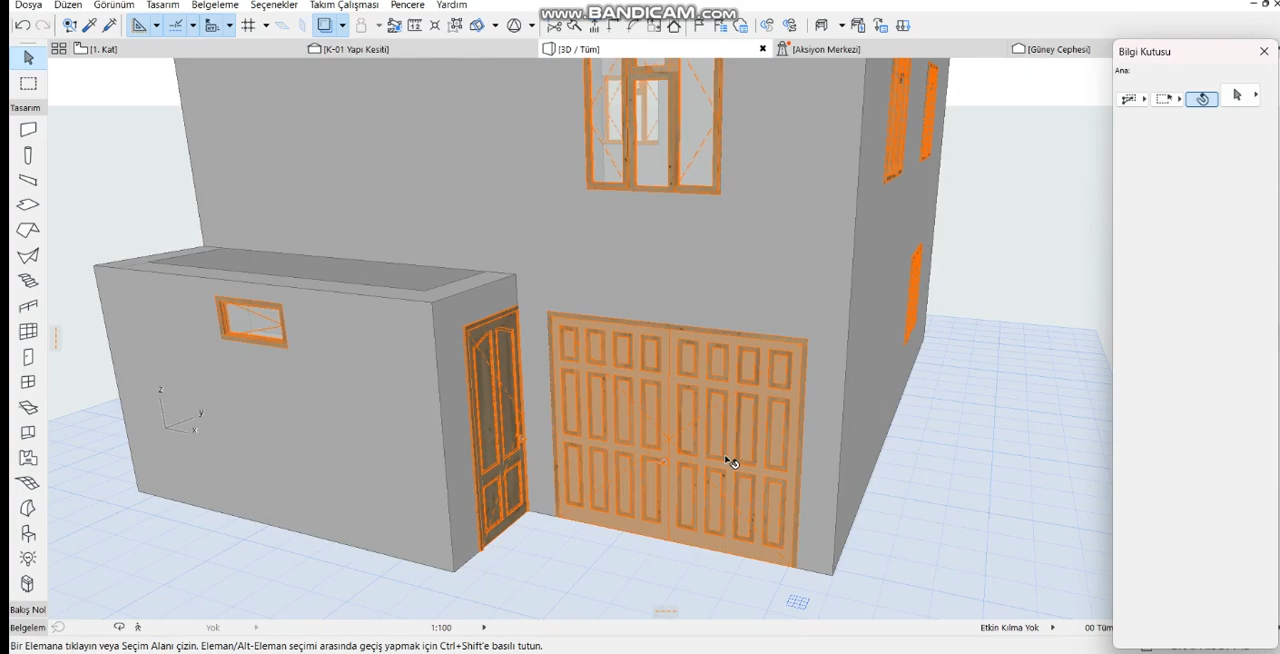 Dosya Düzen Görünüm Tasarım Belgeleme Seçenekler Takım Çalışması Pencere Yardım
www.BANDICAM.com
[1. Kat] [K-01 Yapı Kesiti] [3D / Tüm] [Aksiyon Merkezi] [Güney Cephesi]
Bilgi Kutusu
Ana:
Tasarım
z
y
x
Bakış Nol
Belgelem
Yok 1:100 Etkin Kılma Yok 00 Tüm
Bir Elemana tıklayın veya Seçim Alanı çizin. Eleman/Alt-Eleman seçimi arasında geçiş yapmak için Ctrl+Shift'e basılı tutun.